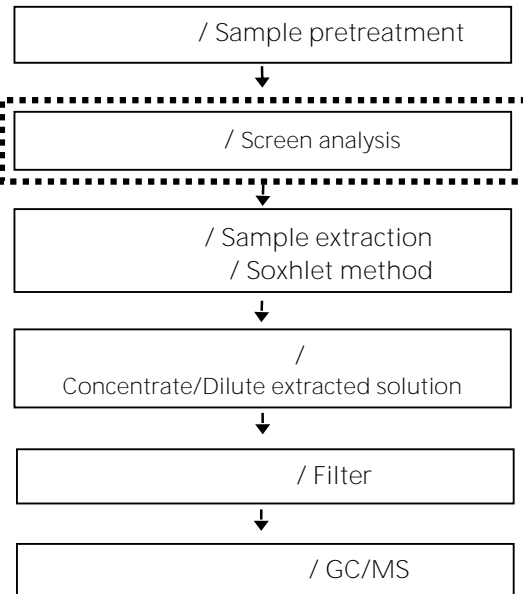 / Sample pretreatment
/ Screen analysis
/ Sample extraction
/ Soxhlet method
/
Concentrate/Dilute extracted solution
/ Filter
/ GC/MS